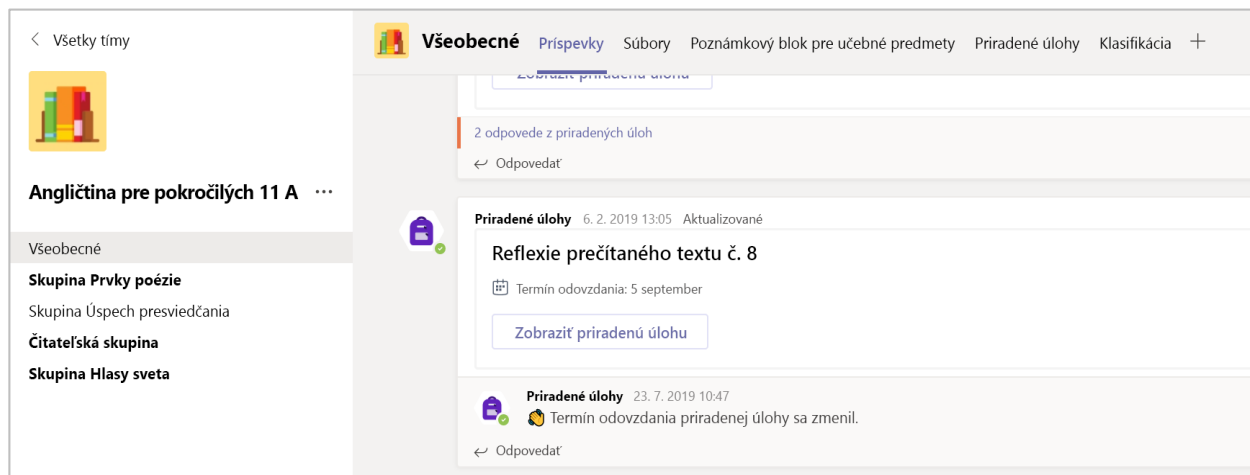 Všetky tímy
Angličtina pre pokročilých 11 A
Všeobecné
Skupina Prvky poézie
Skupina Úspech presviedčania
Čitateľská skupina
Skupina Hlasy sveta
Všeobecné Príspevky Súbory Poznámkový blok pre učebné predmety Priradené úlohy Klasifikácia
Zobraziť priradenú úlohu
2 odpovede z priradených úloh
Odpovedať
Priradené úlohy 6. 2. 2019 13:05 Aktualizované
Reflexie prečítaného textu č. 8
Termín odovzdania: 5 september
Zobraziť priradenú úlohu
Priradené úlohy 23. 7. 2019 10:47
Termín odovzdania priradenej úlohy sa zmenil.
Odpovedať